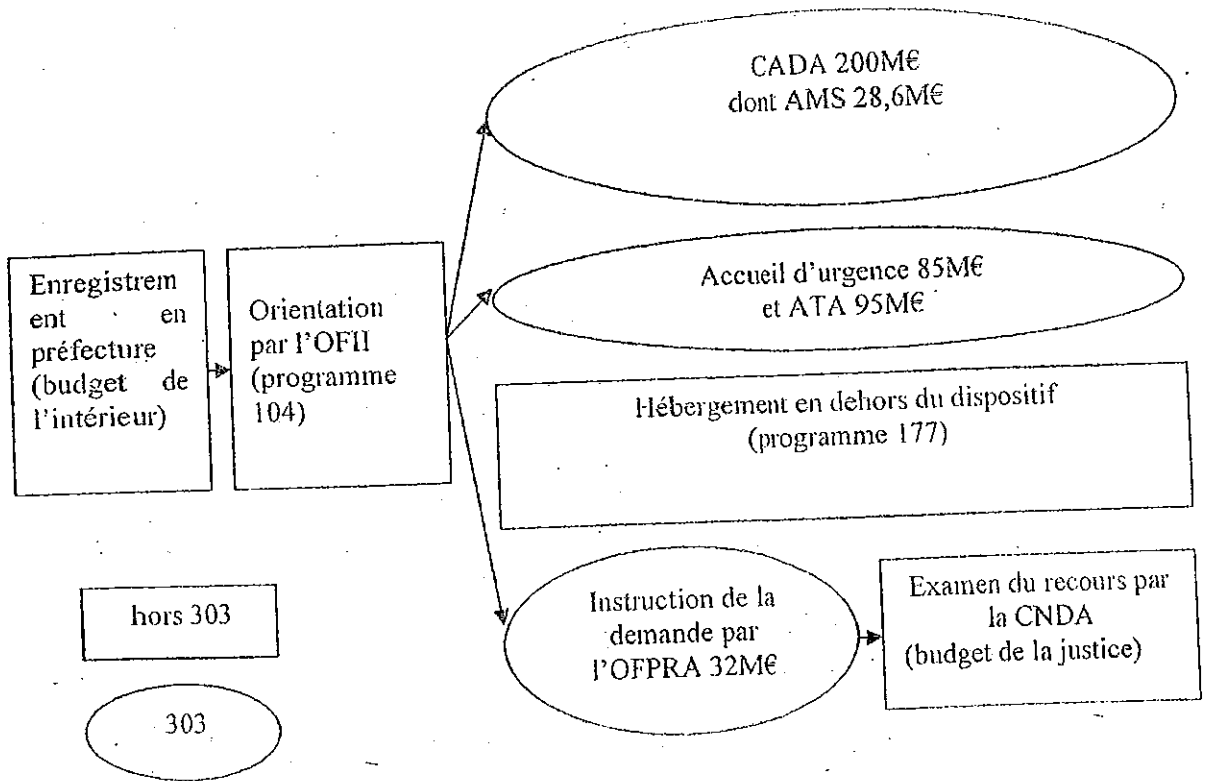 CADA 200M€
dont AMS 28,6M€
Enregistrem
ent en
préfecture
(budget de
l'intérieur)
Orientation
par l'OFII
(programme
104)
Accueil d'urgence 85M€
et ATA 95M€
Hébergement en dehors du dispositif
(programme 177)
Instruction de la
demande par
l'OFPRA 32M€
Examen du recours par
la CNDA
(budget de la justice)
hors 303
303